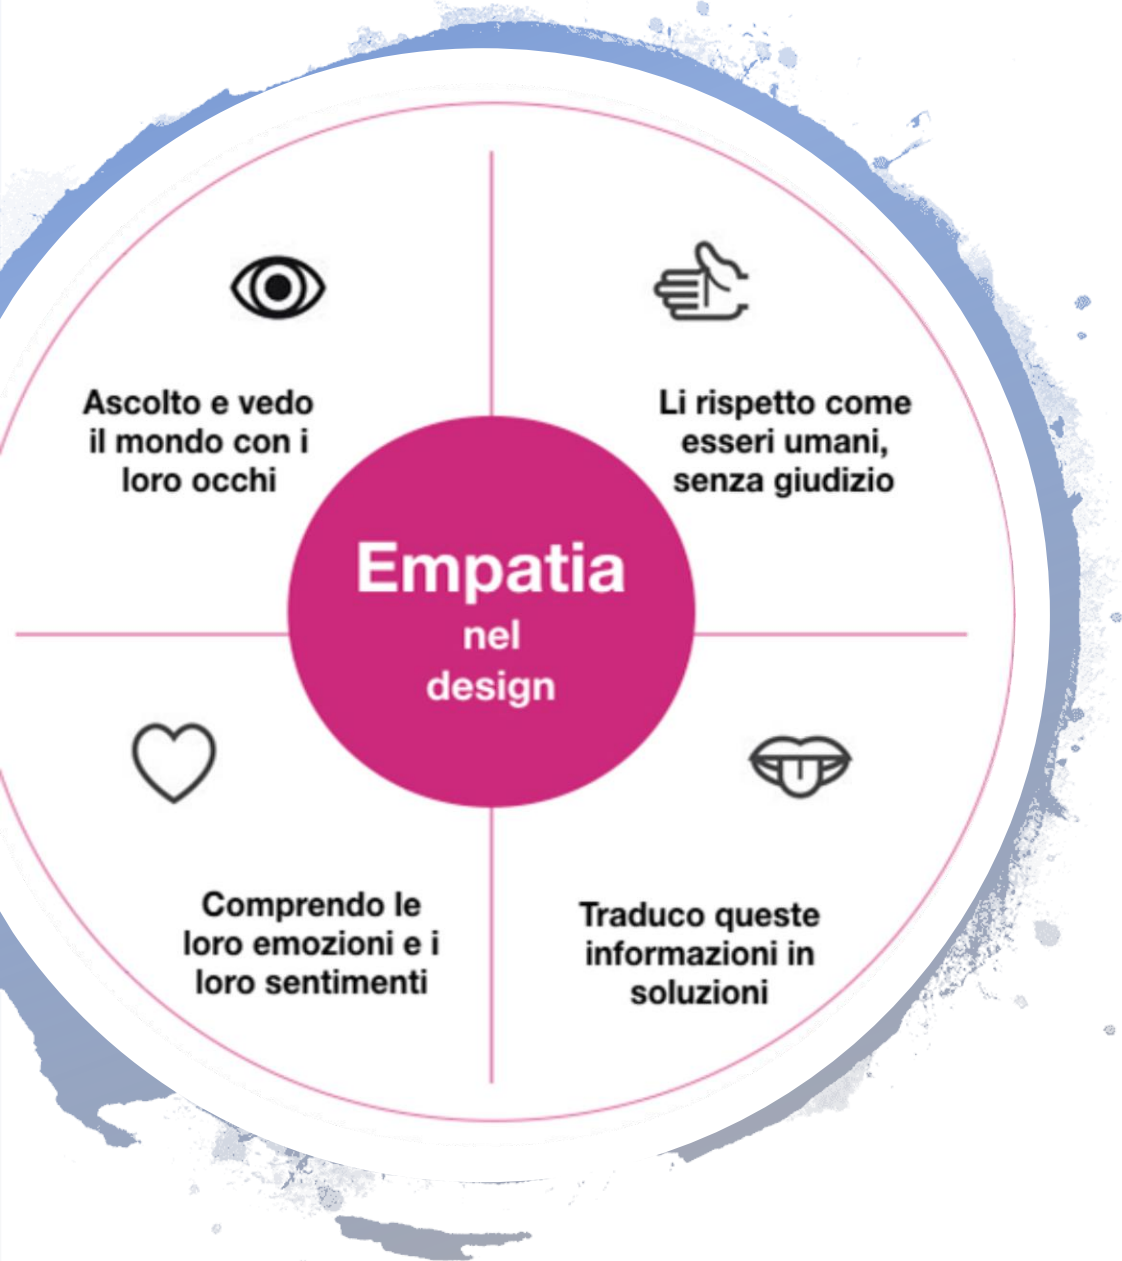 Ascolto e vedo
il mondo con i
loro occhi
Li rispetto come
esseri umani,
senza giudizio
Empatia
nel
design
Comprendo le
loro emozioni e i
loro sentimenti
Traduco queste
informazioni in
soluzioni